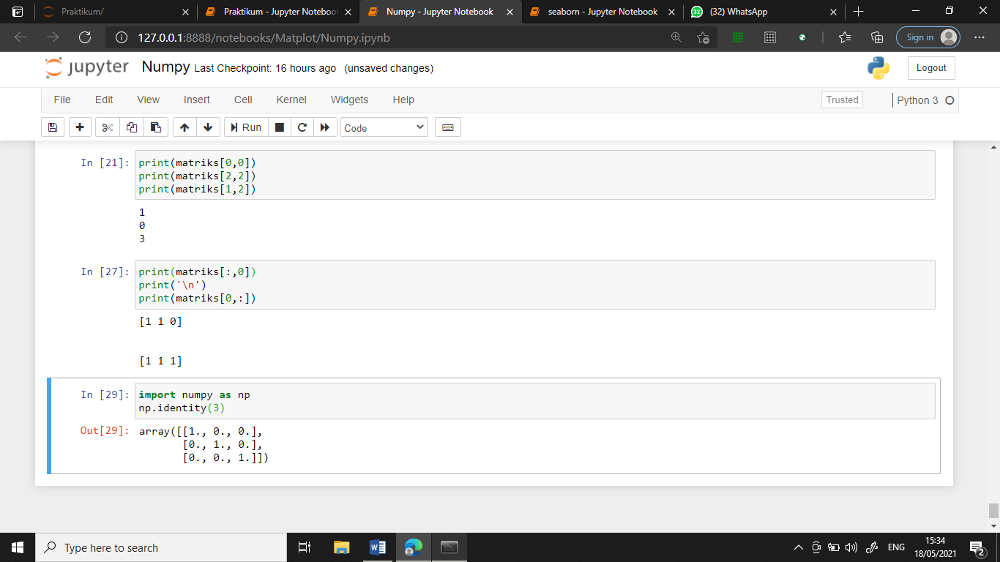 Praktikum/
Praktikum - Jupyter Noteboo
Numpy - Jupyter Notebook
seaborn - Jupyter Notebook
32
(32) WhatsApp
127.0.0.1:8888/notebooks/Matplot/Numpy.ipynb
Sign in
jupyter Numpy Last Checkpoint: 16 hours ago (unsaved changes)
Logout
File Edit View Insert Cell Kernel Widgets Help
Trusted
Python 3
Run
Code
In [21]: print(matriks[0,0])
print(matriks[2,2])
print(matriks[1,2])
1
0
3
In [27]: print(matriks[:,0])
print('\n')
print(matriks[0,:])
[1 1 0]
[1 1 1]
In [29]: import numpy as np
np.identity(3)
Out[29]: array([[1., 0., 0.],
[0., 1., 0.],
[0., 0., 1.]])
Type here to search
ENG
15:34
18/05/2021
2